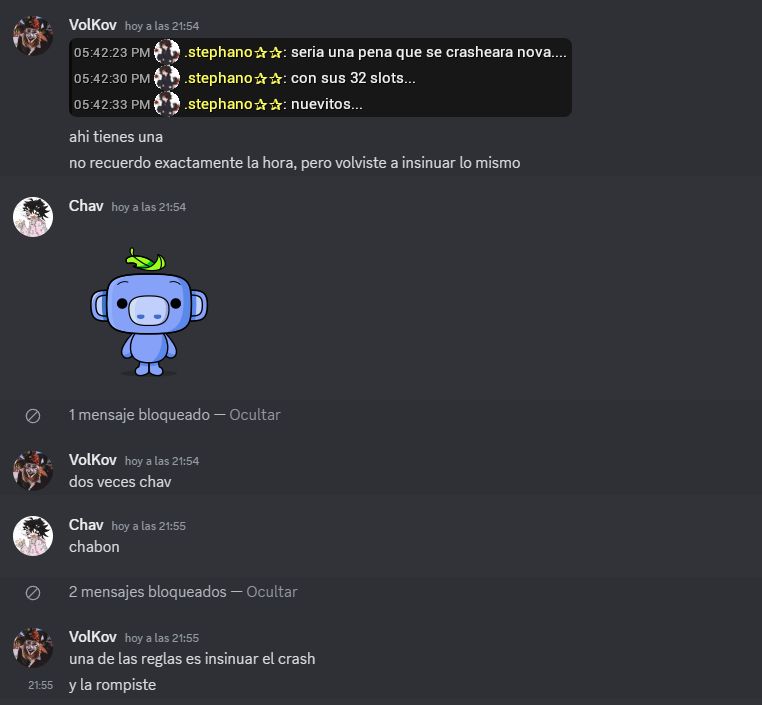 VolKov hoy a las 21:54
05:42:23 PM .stephano☆☆: seria una pena que se crasheara nova....
05:42:30 PM .stephano☆☆: con sus 32 slots...
05:42:33 PM .stephano☆☆: nuevitos...
ahi tienes una
no recuerdo exactamente la hora, pero volviste a insinuar lo mismo
Chav hoy a las 21:54
1 mensaje bloqueado — Ocultar
VolKov hoy a las 21:54
dos veces chav
Chav hoy a las 21:55
chabon
2 mensajes bloqueados — Ocultar
VolKov hoy a las 21:55
una de las reglas es insinuar el crash
21:55 y la rompiste